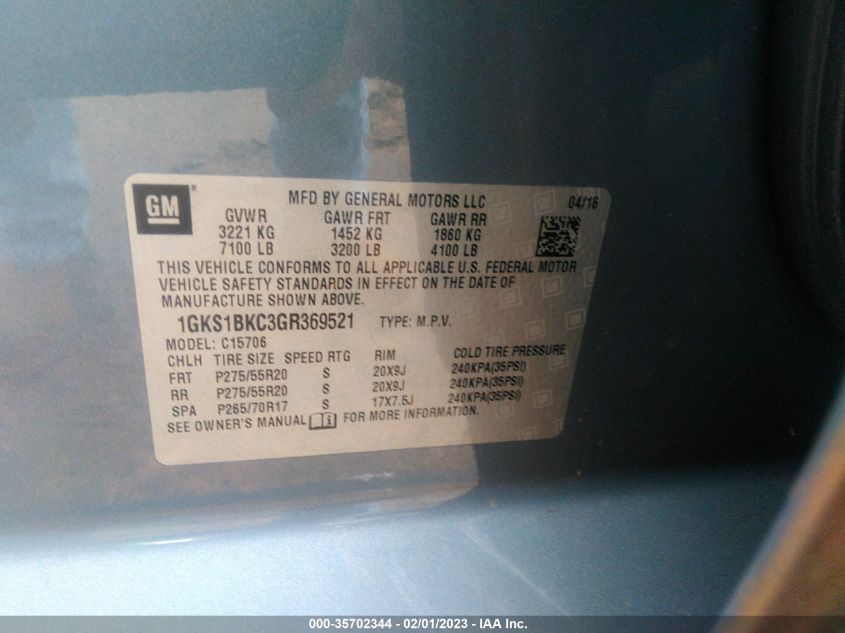 GM ®
MFD BY GENERAL MOTORS LLC 04/16
GVWR GAWR FRT GAWR RR
3221 KG 1452 KG 1860 KG
7100 LB 3200 LB 4100 LB
THIS VEHICLE CONFORMS TO ALL APPLICABLE U.S. FEDERAL MOTOR
VEHICLE SAFETY STANDARDS IN EFFECT ON THE DATE OF
MANUFACTURE SHOWN ABOVE.
1GKS1BKC3GR369521 TYPE: M.P.V.
MODEL: C15706
CHLH TIRE SIZE SPEED RTG RIM COLD TIRE PRESSURE
FRT P275/55R20 S 20X9J 240KPA(35PSI)
RR P275/55R20 S 20X9J 240KPA(35PSI)
SPA P265/70R17 S 17X7.5J 240KPA(35PSI)
SEE OWNER'S MANUAL i FOR MORE INFORMATION.
000-35702344 - 02/01/2023 - IAA Inc.